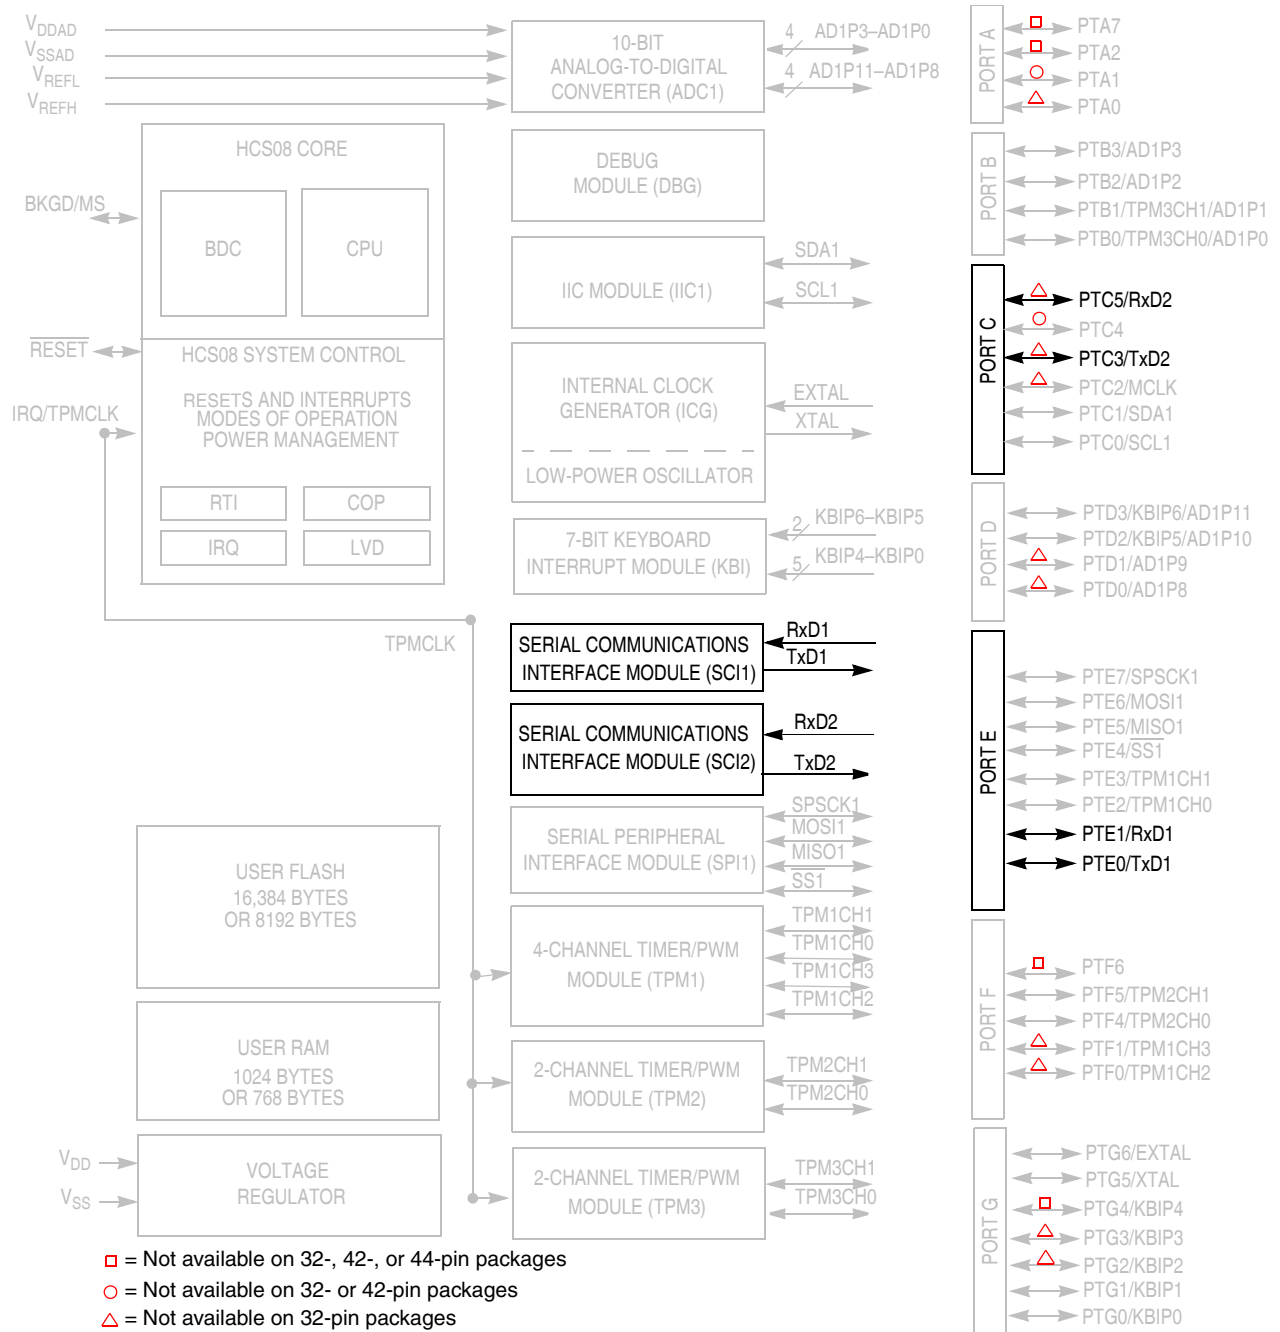 VDDAD
VSSAD
VREFL
VREFH
10-BIT
ANALOG-TO-DIGITAL
CONVERTER (ADC1)
4 AD1P3–AD1P0
4 AD1P11–AD1P8
HCS08 CORE
BDC
CPU
BKGD/MS
DEBUG
MODULE (DBG)
IIC MODULE (IIC1)
SDA1
SCL1
RESET
HCS08 SYSTEM CONTROL
RESETS AND INTERRUPTS
MODES OF OPERATION
POWER MANAGEMENT
IRQ/TPMCLK
RTI
COP
IRQ
LVD
INTERNAL CLOCK
GENERATOR (ICG)
LOW-POWER OSCILLATOR
EXTAL
XTAL
7-BIT KEYBOARD
INTERRUPT MODULE (KBI)
2 KBIP6–KBIP5
5 KBIP4–KBIP0
TPMCLK
SERIAL COMMUNICATIONS
INTERFACE MODULE (SCI1)
RxD1
TxD1
SERIAL COMMUNICATIONS
INTERFACE MODULE (SCI2)
RxD2
TxD2
SERIAL PERIPHERAL
INTERFACE MODULE (SPI1)
SPSCK1
MOSI1
MISO1
SS1
USER FLASH
16,384 BYTES
OR 8192 BYTES
4-CHANNEL TIMER/PWM
MODULE (TPM1)
TPM1CH1
TPM1CH0
TPM1CH3
TPM1CH2
USER RAM
1024 BYTES
OR 768 BYTES
2-CHANNEL TIMER/PWM
MODULE (TPM2)
TPM2CH1
TPM2CH0
VDD
VSS
VOLTAGE
REGULATOR
2-CHANNEL TIMER/PWM
MODULE (TPM3)
TPM3CH1
TPM3CH0
PORT A
PTA7
PTA2
PTA1
PTA0
PORT B
PTB3/AD1P3
PTB2/AD1P2
PTB1/TPM3CH1/AD1P1
PTB0/TPM3CH0/AD1P0
PORT C
PTC5/RxD2
PTC4
PTC3/TxD2
PTC2/MCLK
PTC1/SDA1
PTC0/SCL1
PORT D
PTD3/KBIP6/AD1P11
PTD2/KBIP5/AD1P10
PTD1/AD1P9
PTD0/AD1P8
PORT E
PTE7/SPSCK1
PTE6/MOSI1
PTE5/MISO1
PTE4/SS1
PTE3/TPM1CH1
PTE2/TPM1CH0
PTE1/RxD1
PTE0/TxD1
PORT F
PTF6
PTF5/TPM2CH1
PTF4/TPM2CH0
PTF1/TPM1CH3
PTF0/TPM1CH2
PORT G
PTG6/EXTAL
PTG5/XTAL
PTG4/KBIP4
PTG3/KBIP3
PTG2/KBIP2
PTG1/KBIP1
PTG0/KBIP0
= Not available on 32-, 42-, or 44-pin packages
= Not available on 32- or 42-pin packages
= Not available on 32-pin packages